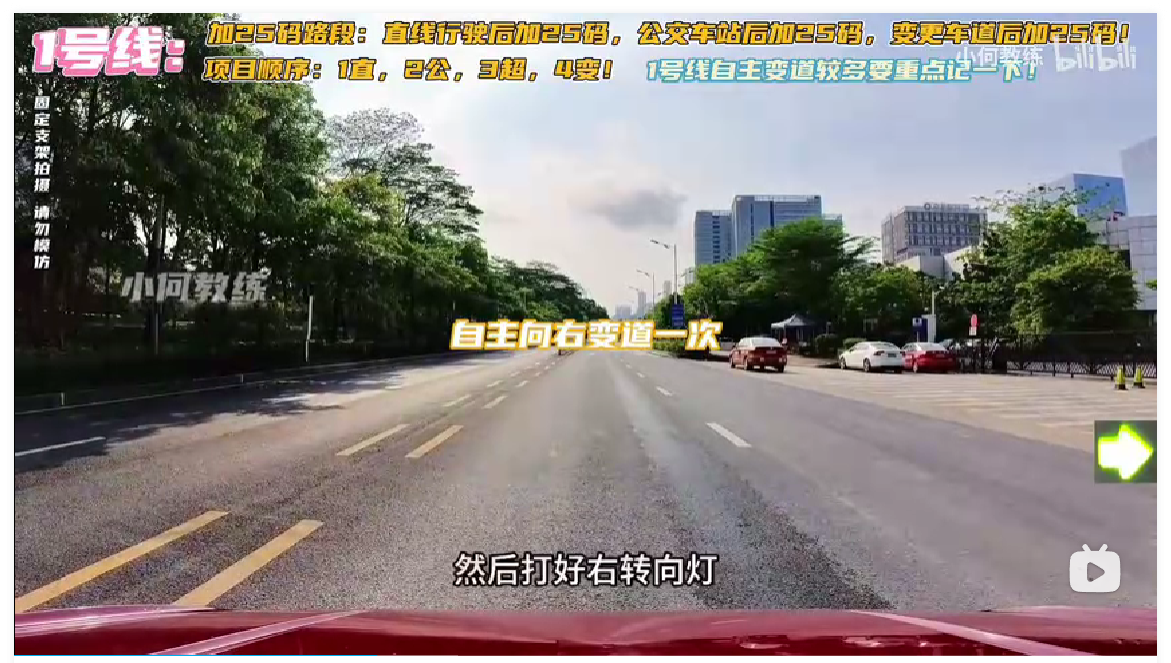 1号线：
加25码路段：直线行驶后加25码，公交车站后加25码，变更车道后加25码！
项目顺序：1直，2公，3超，4变！ 1号线自主变道较多要重点记一下！
小何教练 bilibili
固定支架拍摄 请勿模仿
小何教练
自主向右变道一次
然后打好右转向灯